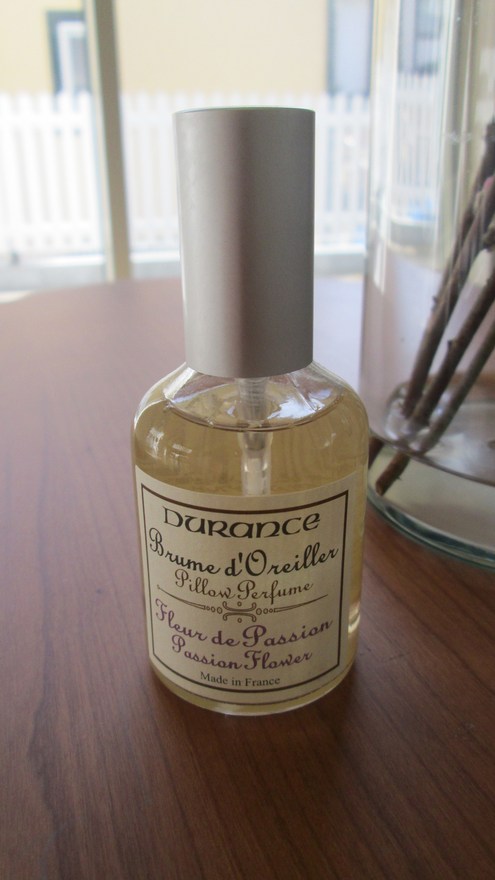 DURANCE
Brume d'Oreiller
Pillow Perfume
Fleur de Passion
Passion Flower
Made in France